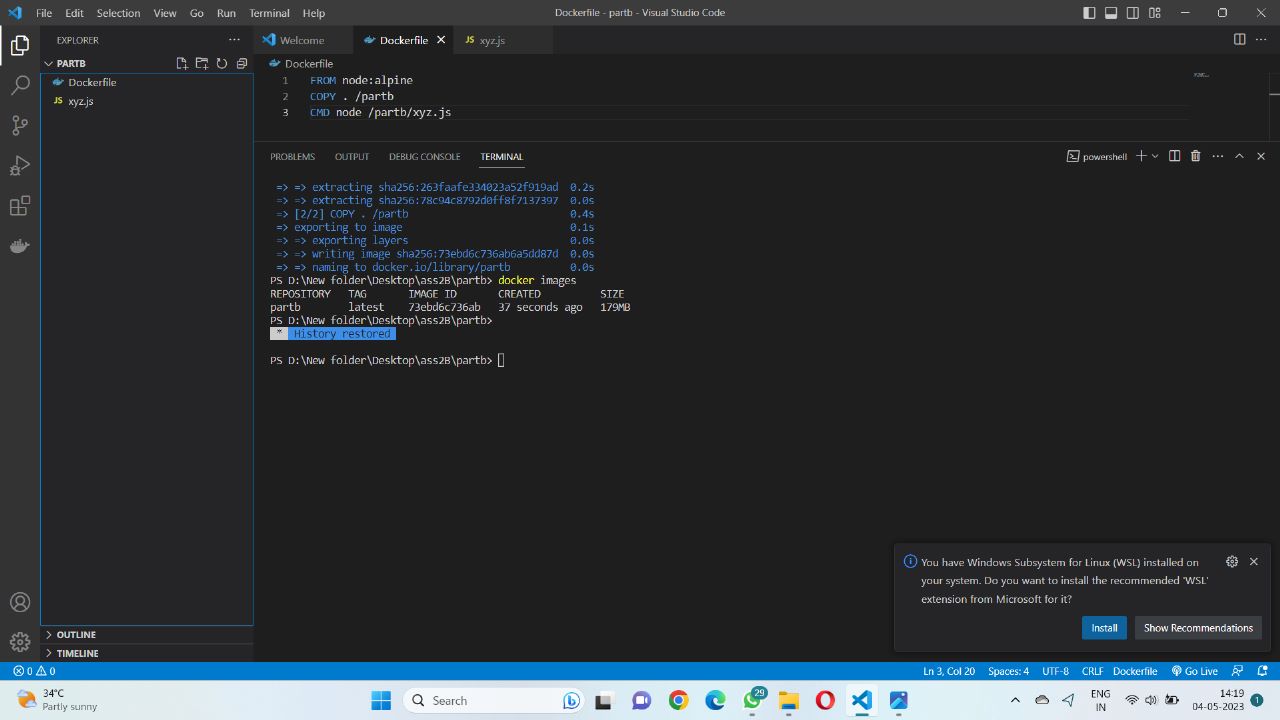 File Edit Selection View Go Run Terminal Help
Dockerfile - partb - Visual Studio Code
EXPLORER
PARTB
Dockerfile
JS xyz.js
OUTLINE
TIMELINE
Welcome
Dockerfile
JS xyz.js
Dockerfile
1 FROM node:alpine
2 COPY . /partb
3 CMD node /partb/xyz.js
PROBLEMS OUTPUT DEBUG CONSOLE TERMINAL
powershell
=> => extracting sha256:263faafe334023a52f919ad 0.2s
=> => extracting sha256:78c94c8792d0ff8f7137397 0.0s
=> [2/2] COPY . /partb 0.4s
=> exporting to image 0.1s
=> => exporting layers 0.0s
=> => writing image sha256:73ebd6c736ab6a5dd87d 0.0s
=> => naming to docker.io/library/partb 0.0s
PS D:\New folder\Desktop\ass2B\partb> docker images
REPOSITORY TAG IMAGE ID CREATED SIZE
partb latest 73ebd6c736ab 37 seconds ago 179MB
PS D:\New folder\Desktop\ass2B\partb>
* History restored
PS D:\New folder\Desktop\ass2B\partb>
You have Windows Subsystem for Linux (WSL) installed on
your system. Do you want to install the recommended 'WSL'
extension from Microsoft for it?
Install
Show Recommendations
0 0
Ln 3, Col 20 Spaces: 4 UTF-8 CRLF Dockerfile Go Live
34°C
Partly sunny
Search
29
ENG
IN
14:19
04-05-2023
1